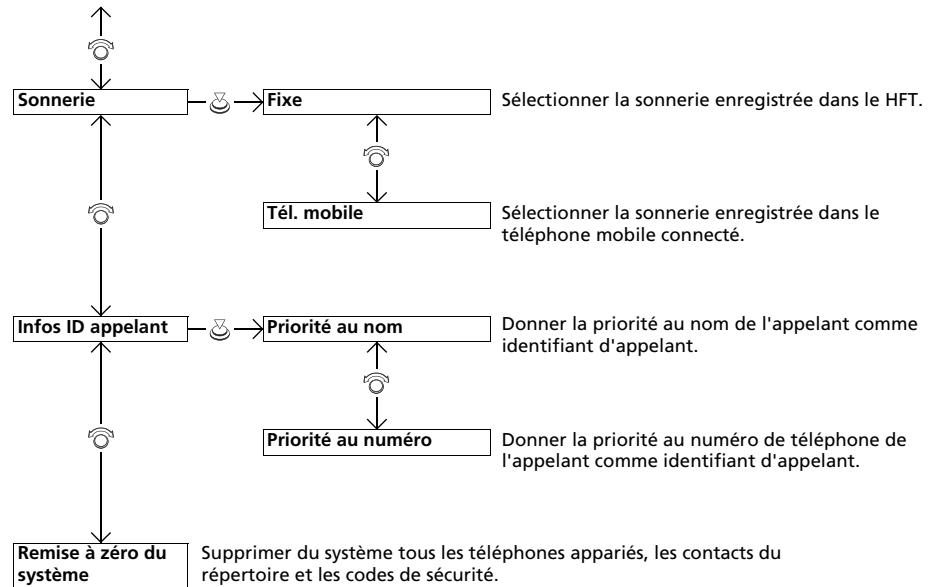 Sonnerie
Fixe
Sélectionner la sonnerie enregistrée dans le HFT.
Tél. mobile
Sélectionner la sonnerie enregistrée dans le
téléphone mobile connecté.
Infos ID appelant
Priorité au nom
Donner la priorité au nom de l'appelant comme
identifiant d'appelant.
Priorité au numéro
Donner la priorité au numéro de téléphone de
l'appelant comme identifiant d'appelant.
Remise à zéro du
système
Supprimer du système tous les téléphones appariés, les contacts du
répertoire et les codes de sécurité.